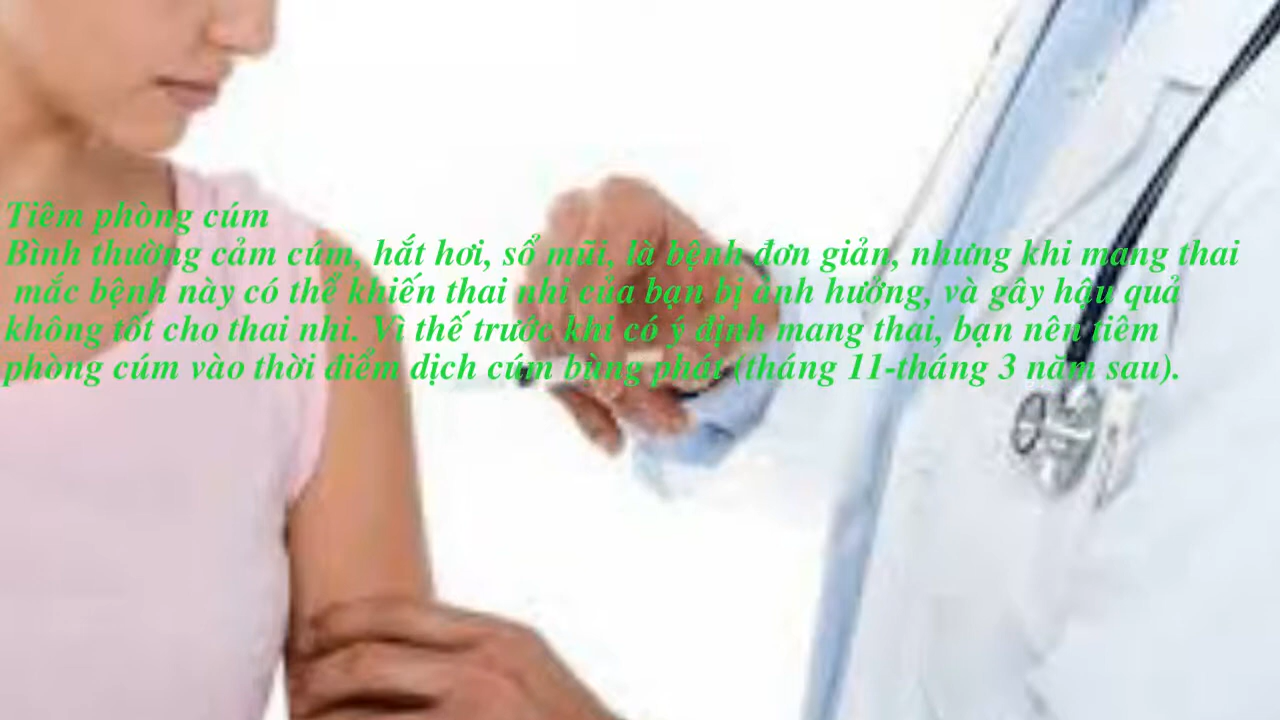 Tiêm phòng cúm
Bình thường cảm cúm, hắt hơi, sổ mũi. là bệnh đơn giản, nhưng khi mang thai
mắc bệnh này có thể khiến thai nhi của bạn bị ảnh hưởng, và gây hậu quả
không tốt cho thai nhi. Vì thế trước khi có ý định mang thai, bạn nên tiêm
phòng cúm vào thời điểm dịch cúm bùng phát (tháng 11-tháng 3 năm sau).